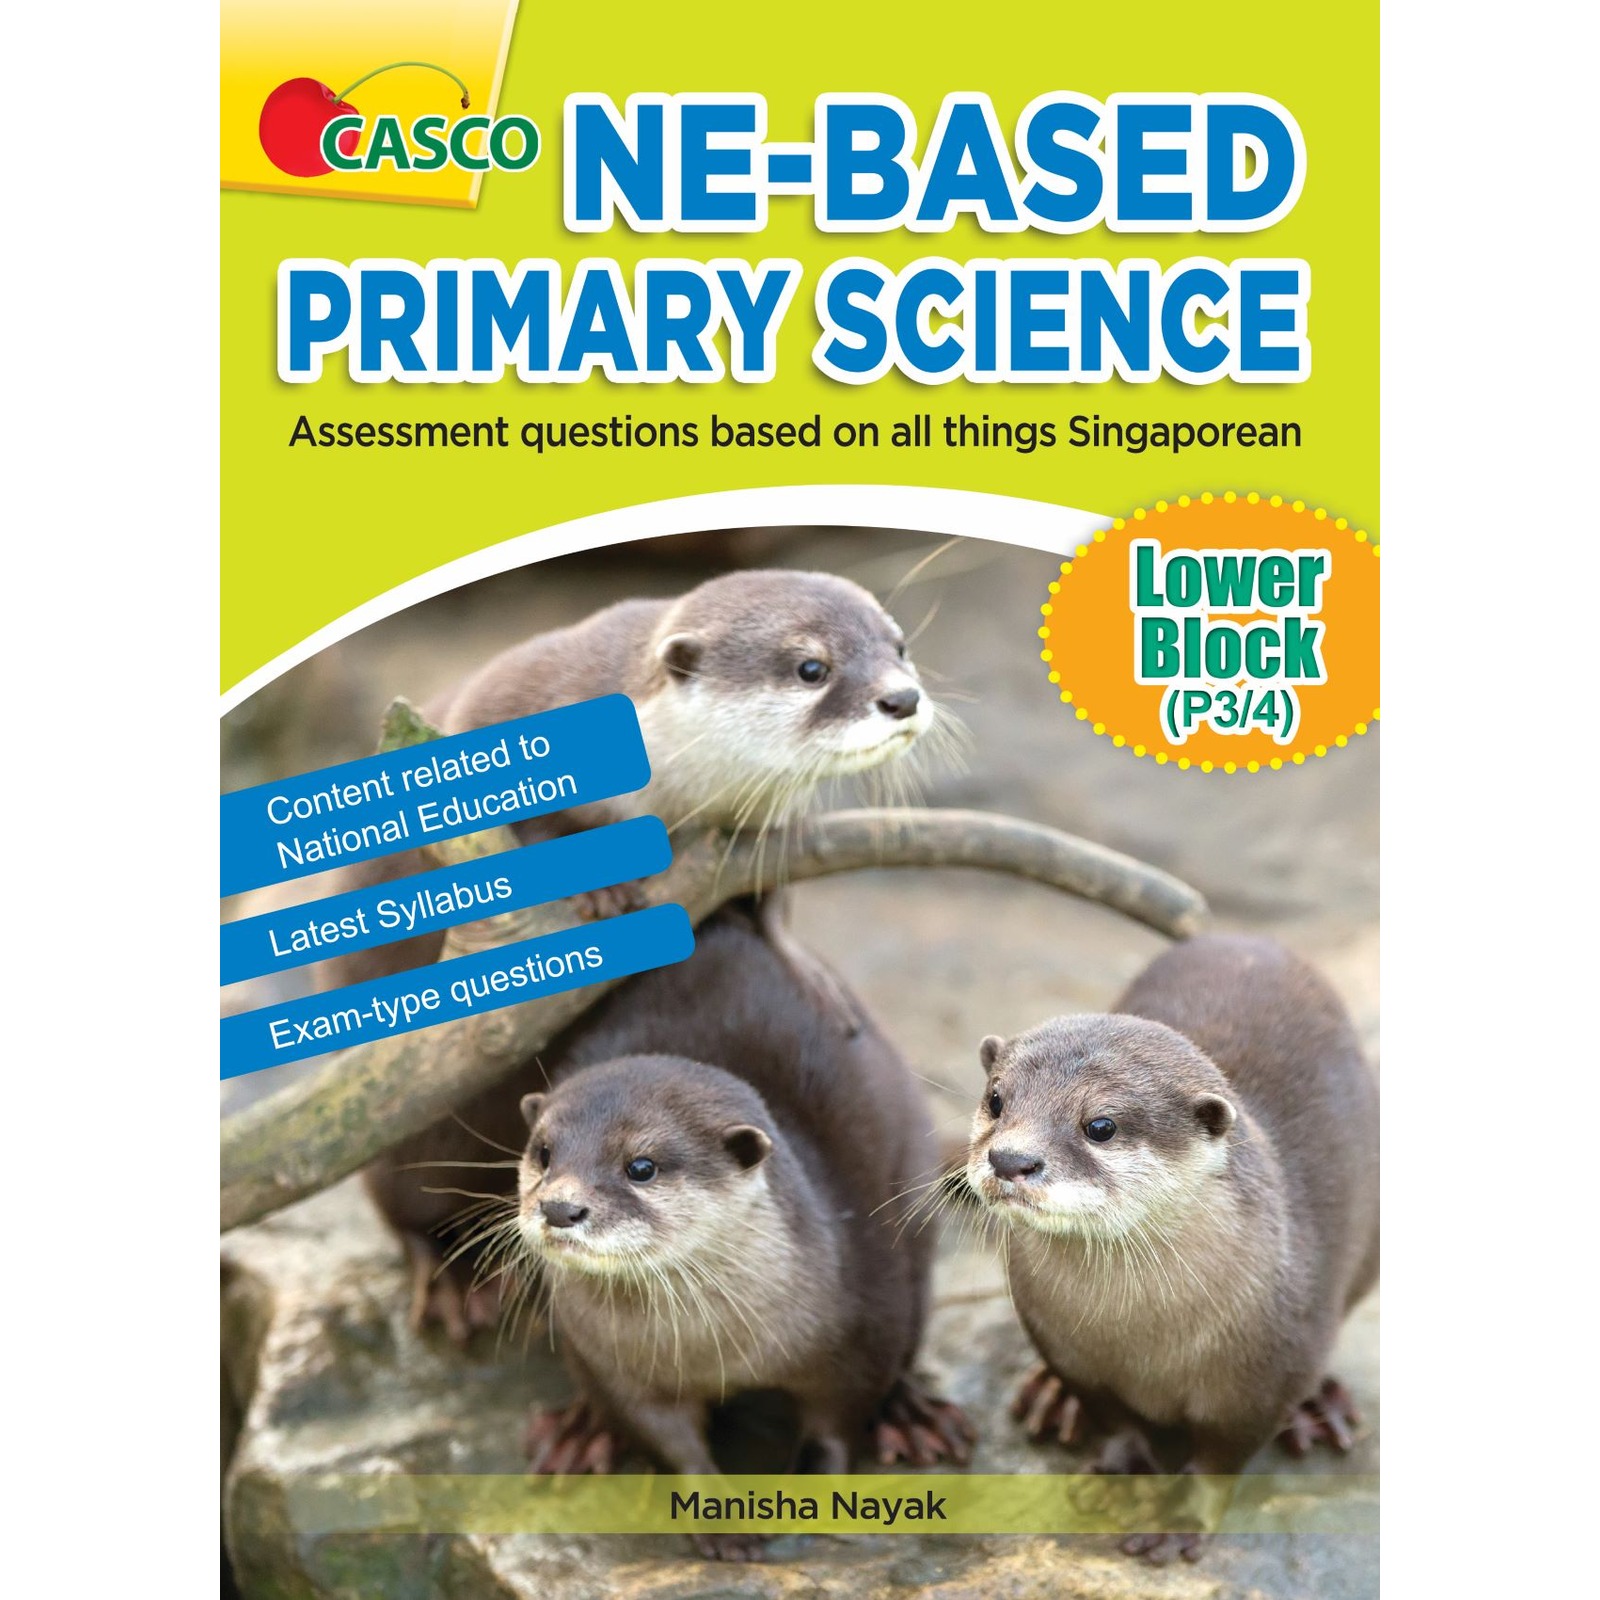 CASCO
NE-BASED
PRIMARY SCIENCE
Assessment questions based on all things Singaporean
Lower
Block
(P3/4)
Content related to
National Education
Latest Syllabus
Exam-type questions
Manisha Nayak